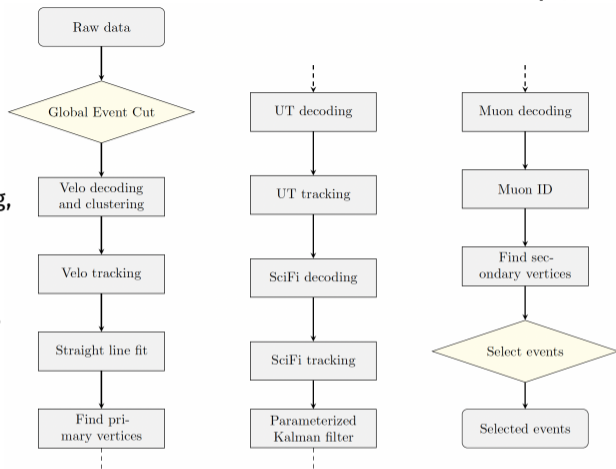 Raw data
Global Event Cut
Velo decoding
and clustering
Velo tracking
Straight line fit
Find pri-
mary vertices
UT decoding
UT tracking
SciFi decoding
SciFi tracking
Parameterized
Kalman filter
Muon decoding
Muon ID
Find sec-
ondary vertices
Select events
Selected events